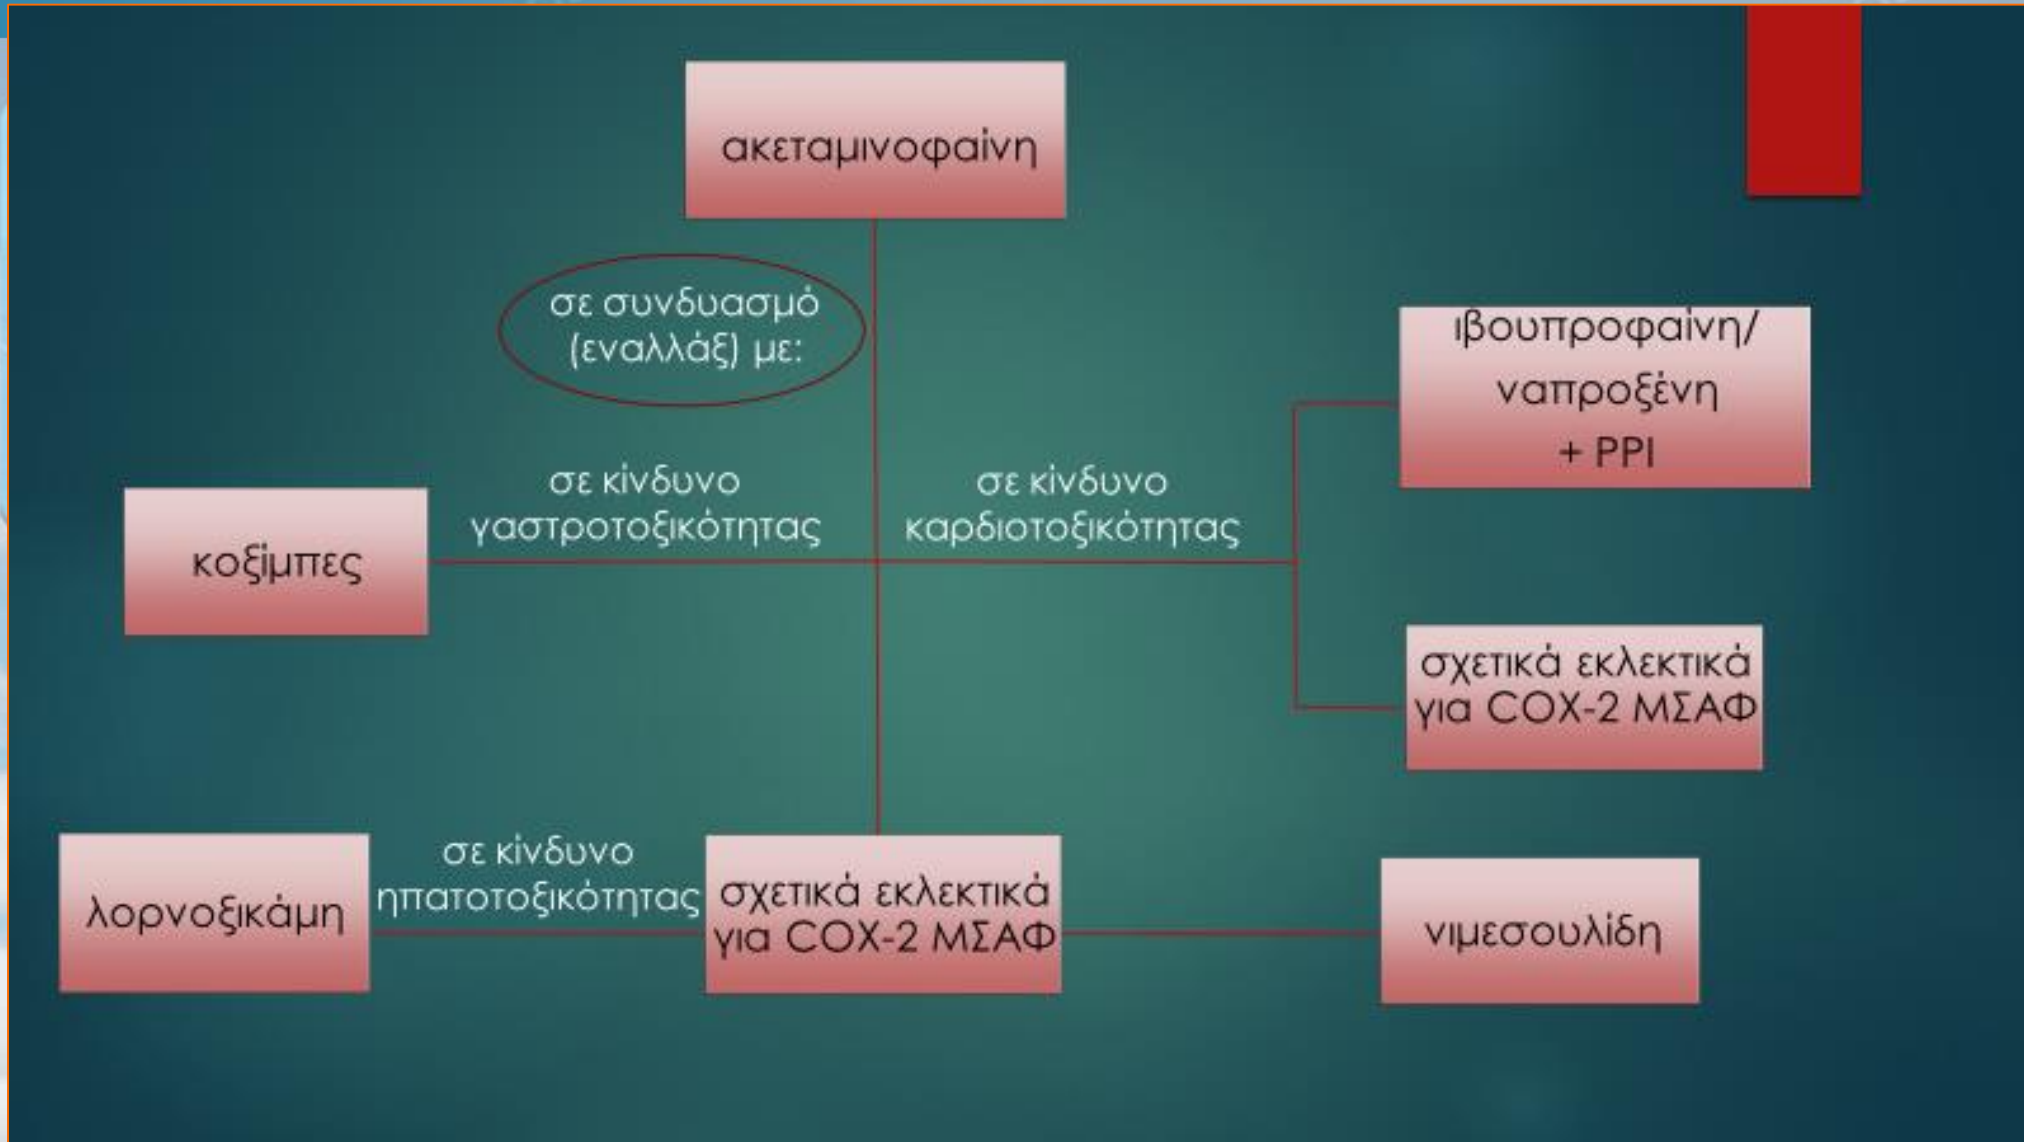 ακεταμινοφαίνη
σε συνδυασμό
(εναλλάξ) με:
ιβουπροφαίνη/
ναπροξένη
+ PPI
σε κίνδυνο
γαστροτοξικότητας
σε κίνδυνο
καρδιοτοξικότητας
κοξίμπες
σχετικά εκλεκτικά
για COX-2 ΜΣΑΦ
λορνοξικάμη
σε κίνδυνο
ηπατοτοξικότητας
σχετικά εκλεκτικά
για COX-2 ΜΣΑΦ
νιμεσουλίδη